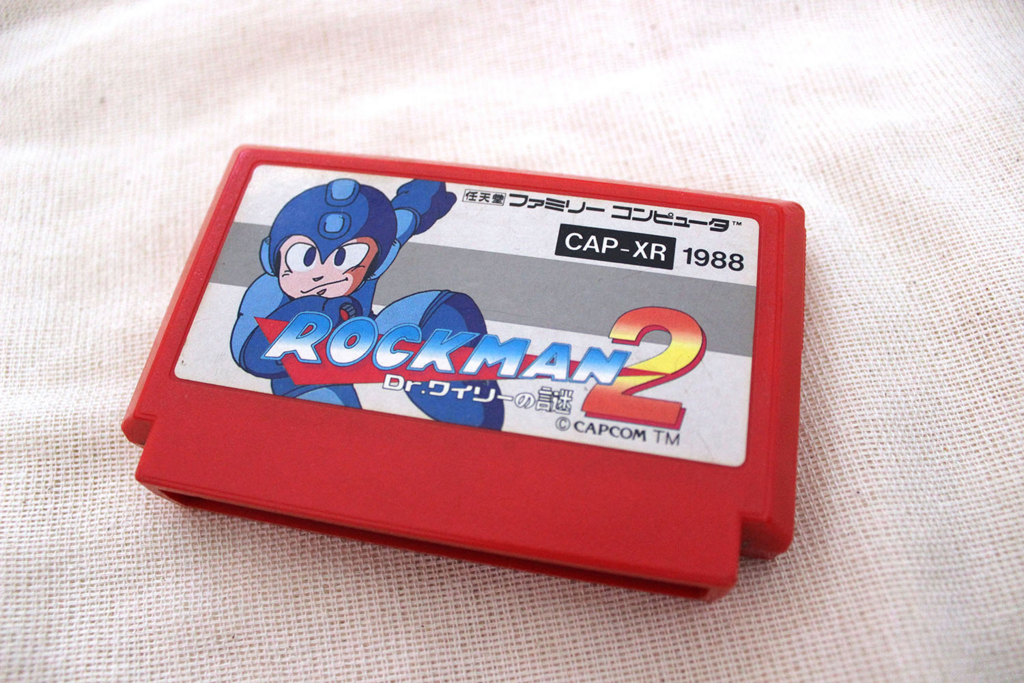 任天堂 ファミリー コンピュータ™
CAP-XR 1988
ROCKMAN 2
Dr.ワイリーの謎
©CAPCOM TM